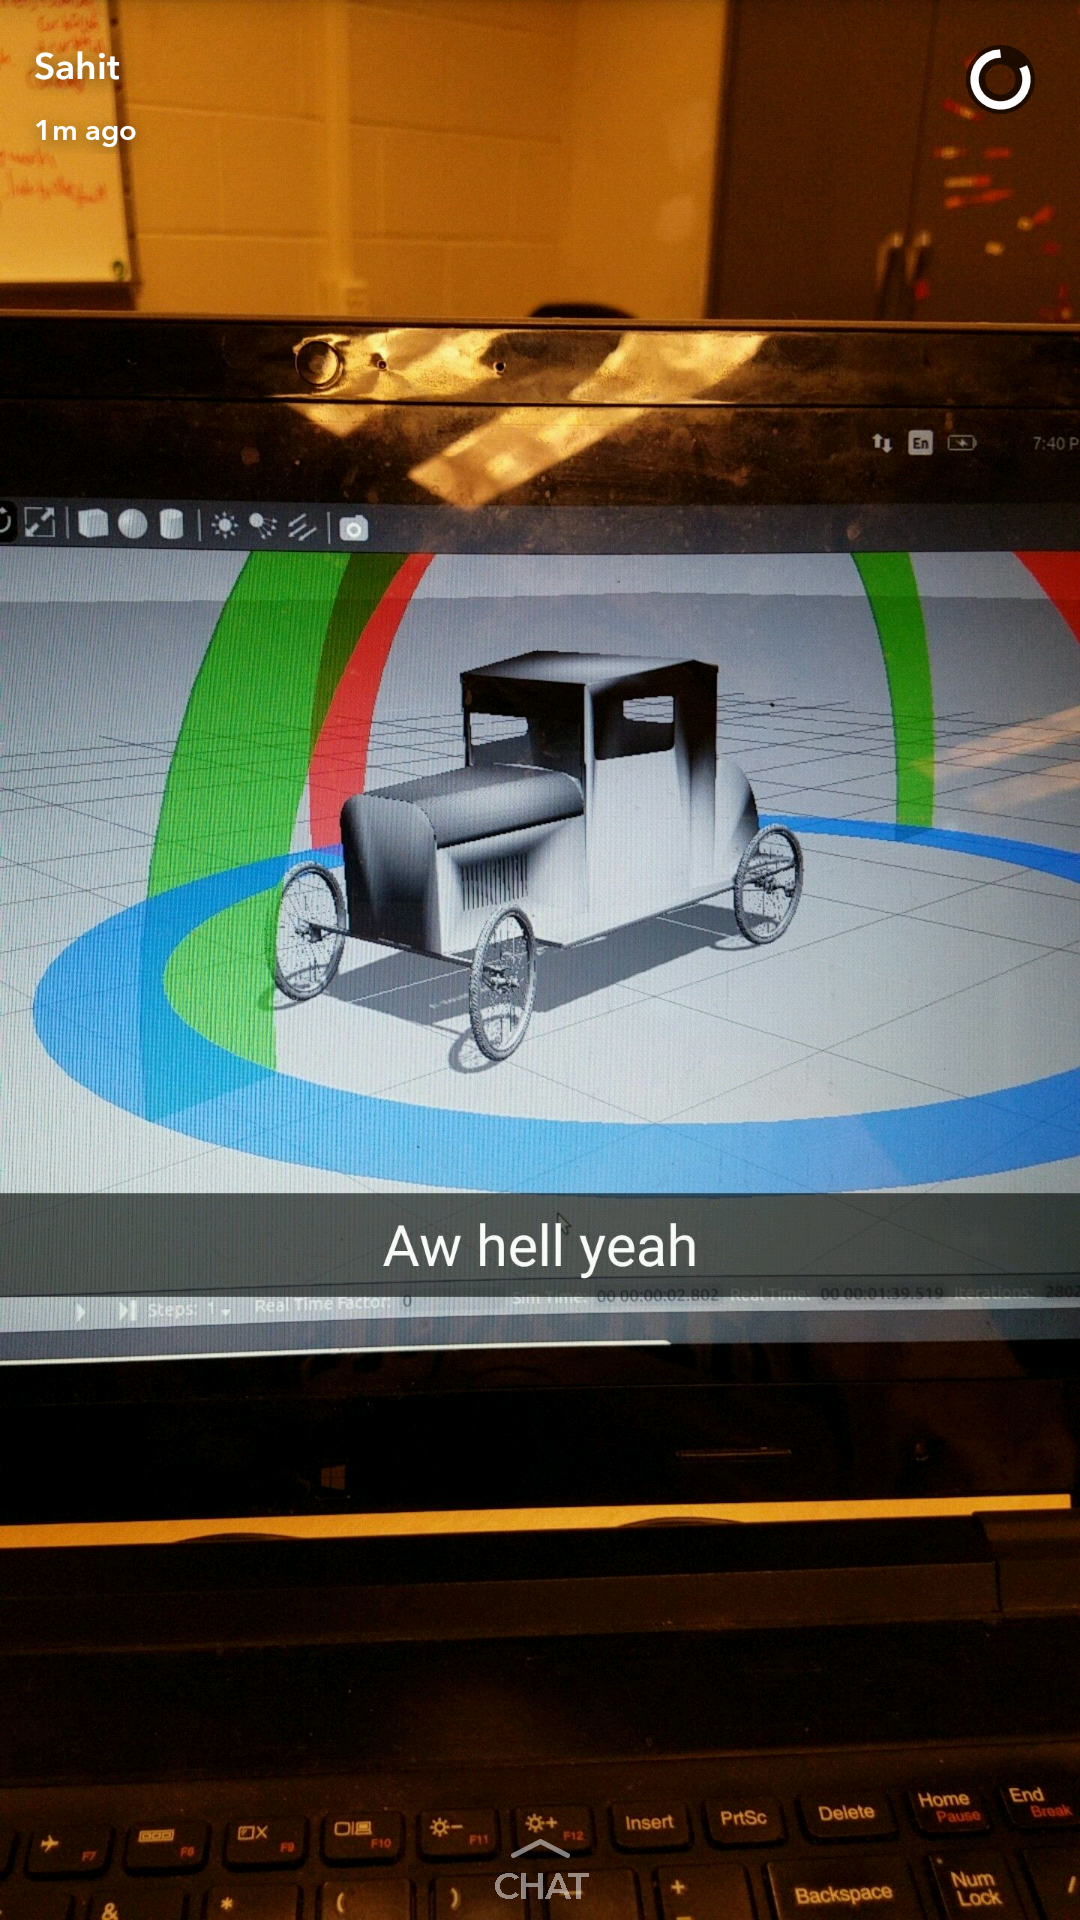 Sahit
1m ago
En
7:40 P
Aw hell yeah
Steps: 1
Real Time Factor: 0
Sim Time: 00 00:00:02.802
Real Time: 00 00:01:39.519
Iterations: 2802
F7
F8
F9
F10
F11
F12
Insert
PrtSc
Delete
Home
Pause
End
Break
CHAT
&
*
(
)
+
Backspace
Num
Lock
/